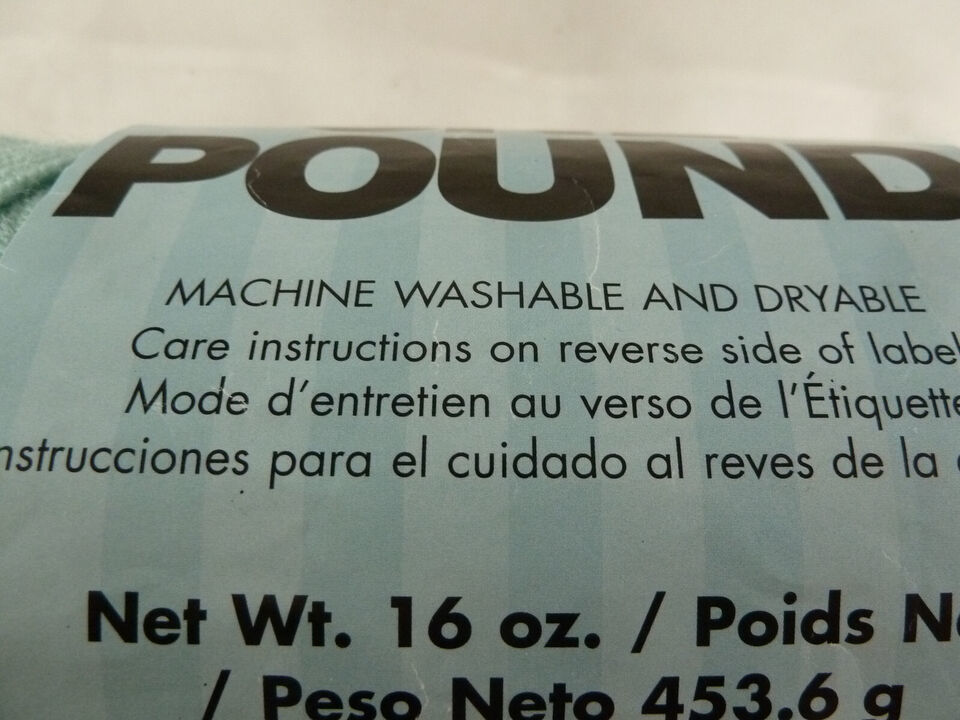 POUND
MACHINE WASHABLE AND DRYABLE
Care instructions on reverse side of label
Mode d'entretien au verso de l'Étiquette
nstrucciones para el cuidado al reves de la
Net Wt. 16 oz. / Poids
/ Peso Neto 453.6 g